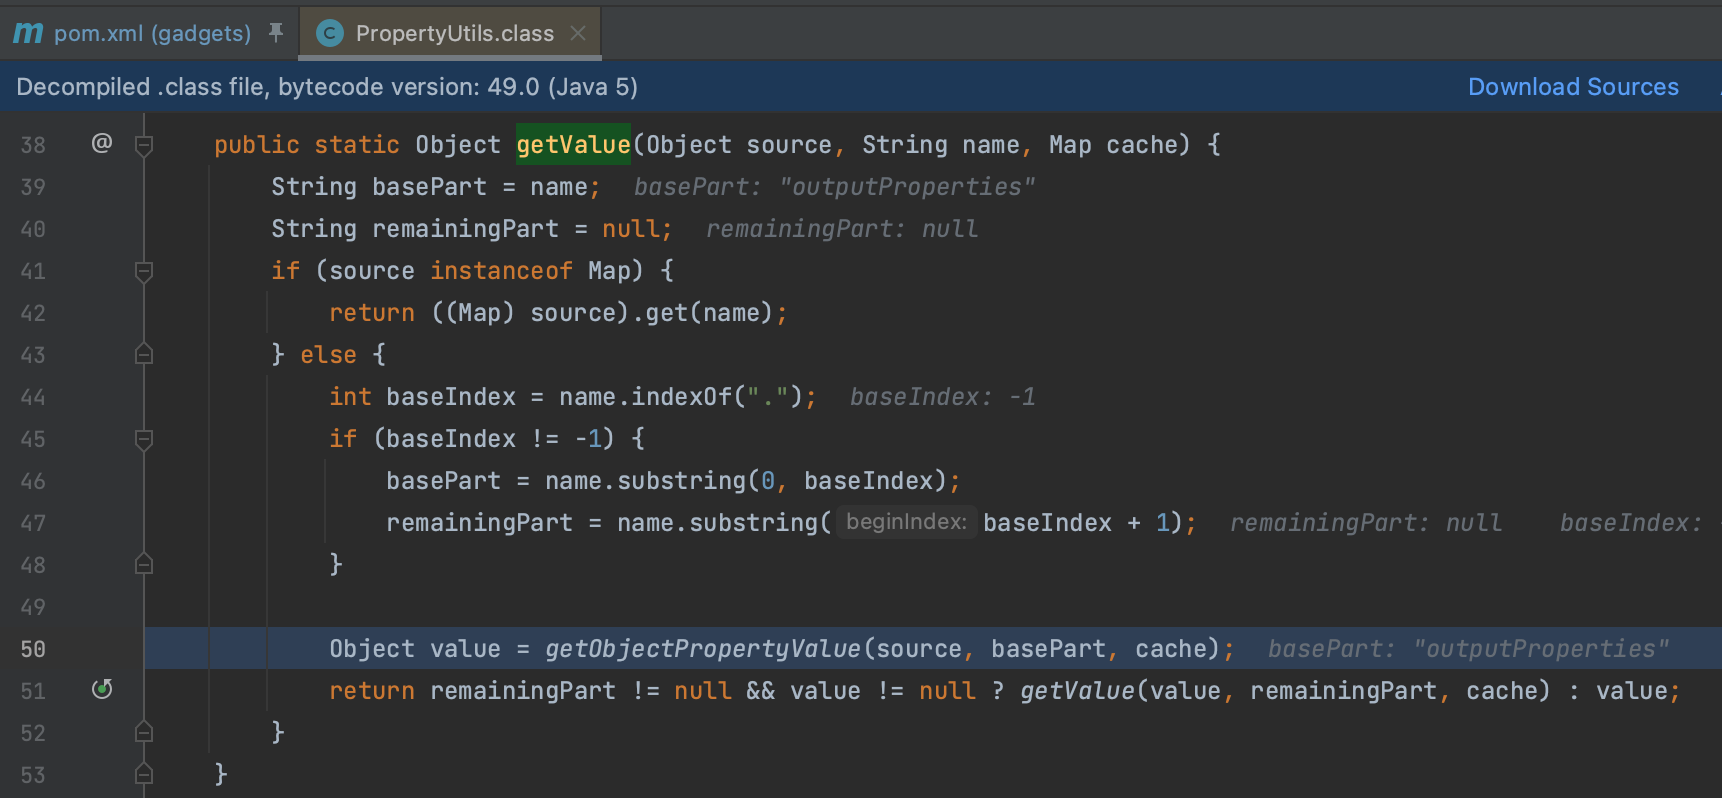 m pom.xml (gadgets) C PropertyUtils.class
Decompiled .class file, bytecode version: 49.0 (Java 5) Download Sources
38 @ public static Object getValue(Object source, String name, Map cache) {
39 String basePart = name; basePart: "outputProperties"
40 String remainingPart = null; remainingPart: null
41 if (source instanceof Map) {
42 return ((Map) source).get(name);
43 } else {
44 int baseIndex = name.indexOf("."); baseIndex: -1
45 if (baseIndex != -1) {
46 basePart = name.substring(0, baseIndex);
47 remainingPart = name.substring( beginIndex: baseIndex + 1); remainingPart: null baseIndex:
48 }
49
50 Object value = getObjectPropertyValue(source, basePart, cache); basePart: "outputProperties"
51 return remainingPart != null && value != null ? getValue(value, remainingPart, cache) : value;
52 }
53 }